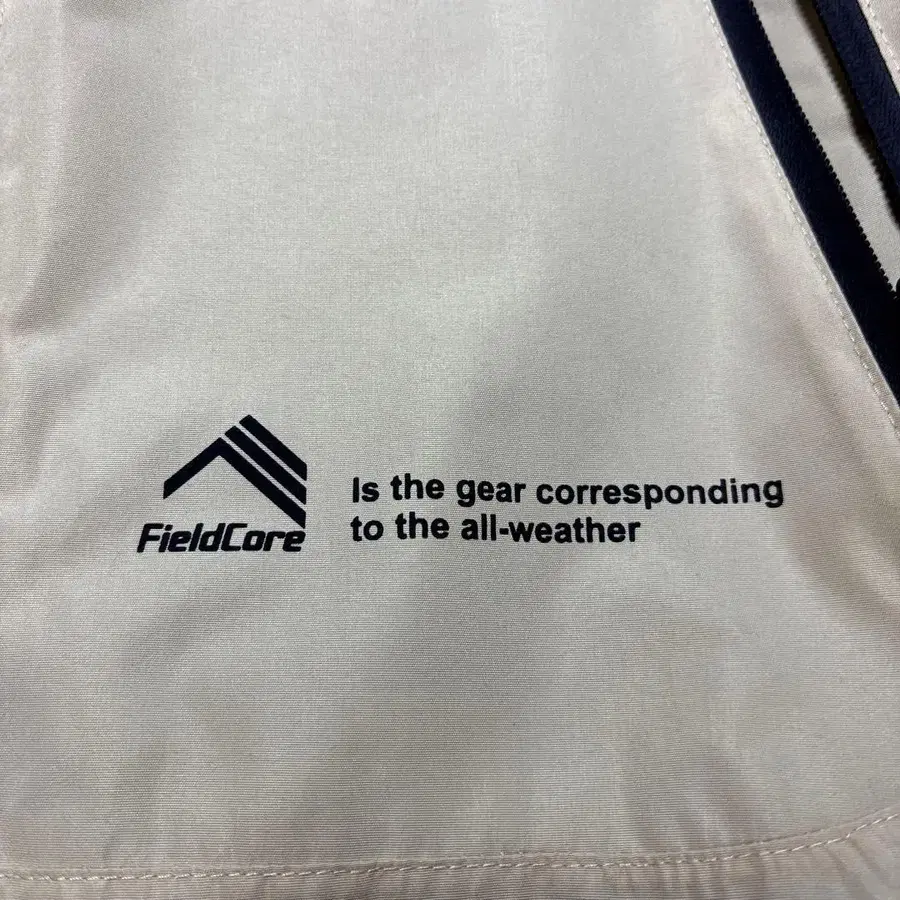 FieldCore
Is the gear corresponding
to the all-weather